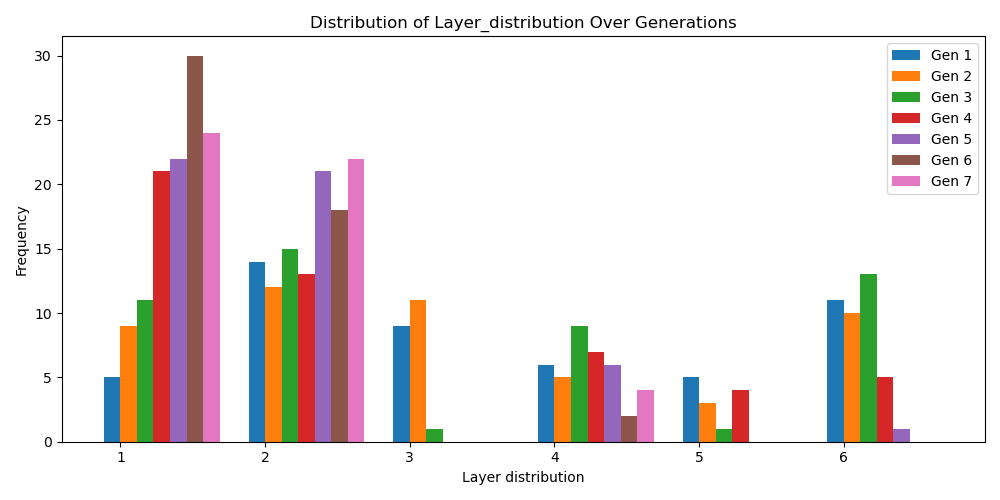 Distribution of Layer_distribution Over Generations
Frequency
30
25
20
15
10
5
0
1 2 3 4 5 6
Layer distribution
Gen 1
Gen 2
Gen 3
Gen 4
Gen 5
Gen 6
Gen 7